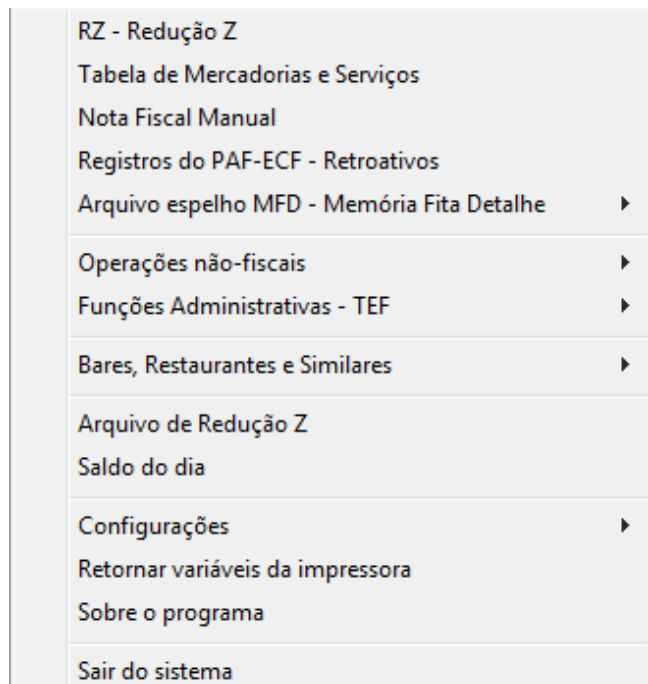 RZ - Redução Z
Tabela de Mercadorias e Serviços
Nota Fiscal Manual
Registros do PAF-ECF - Retroativos
Arquivo espelho MFD - Memória Fita Detalhe
Operações não-fiscais
Funções Administrativas - TEF
Bares, Restaurantes e Similares
Arquivo de Redução Z
Saldo do dia
Configurações
Retornar variáveis da impressora
Sobre o programa
Sair do sistema